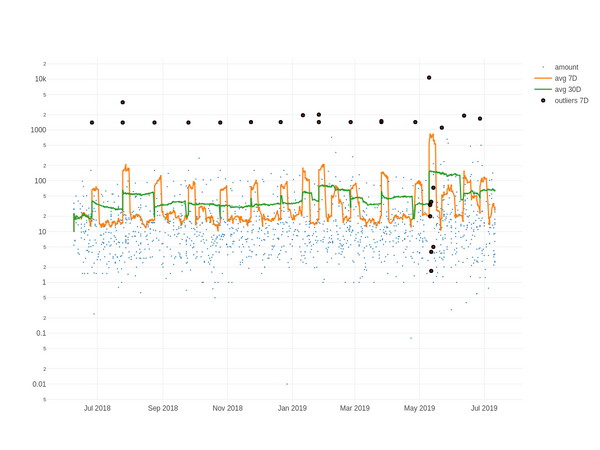 2
10k
5
2
1000
5
2
100
5
2
10
5
2
1
5
2
0.1
5
2
0.01
5
Jul 2018
Sep 2018
Nov 2018
Jan 2019
Mar 2019
May 2019
Jul 2019
amount
avg 7D
avg 30D
outliers 7D